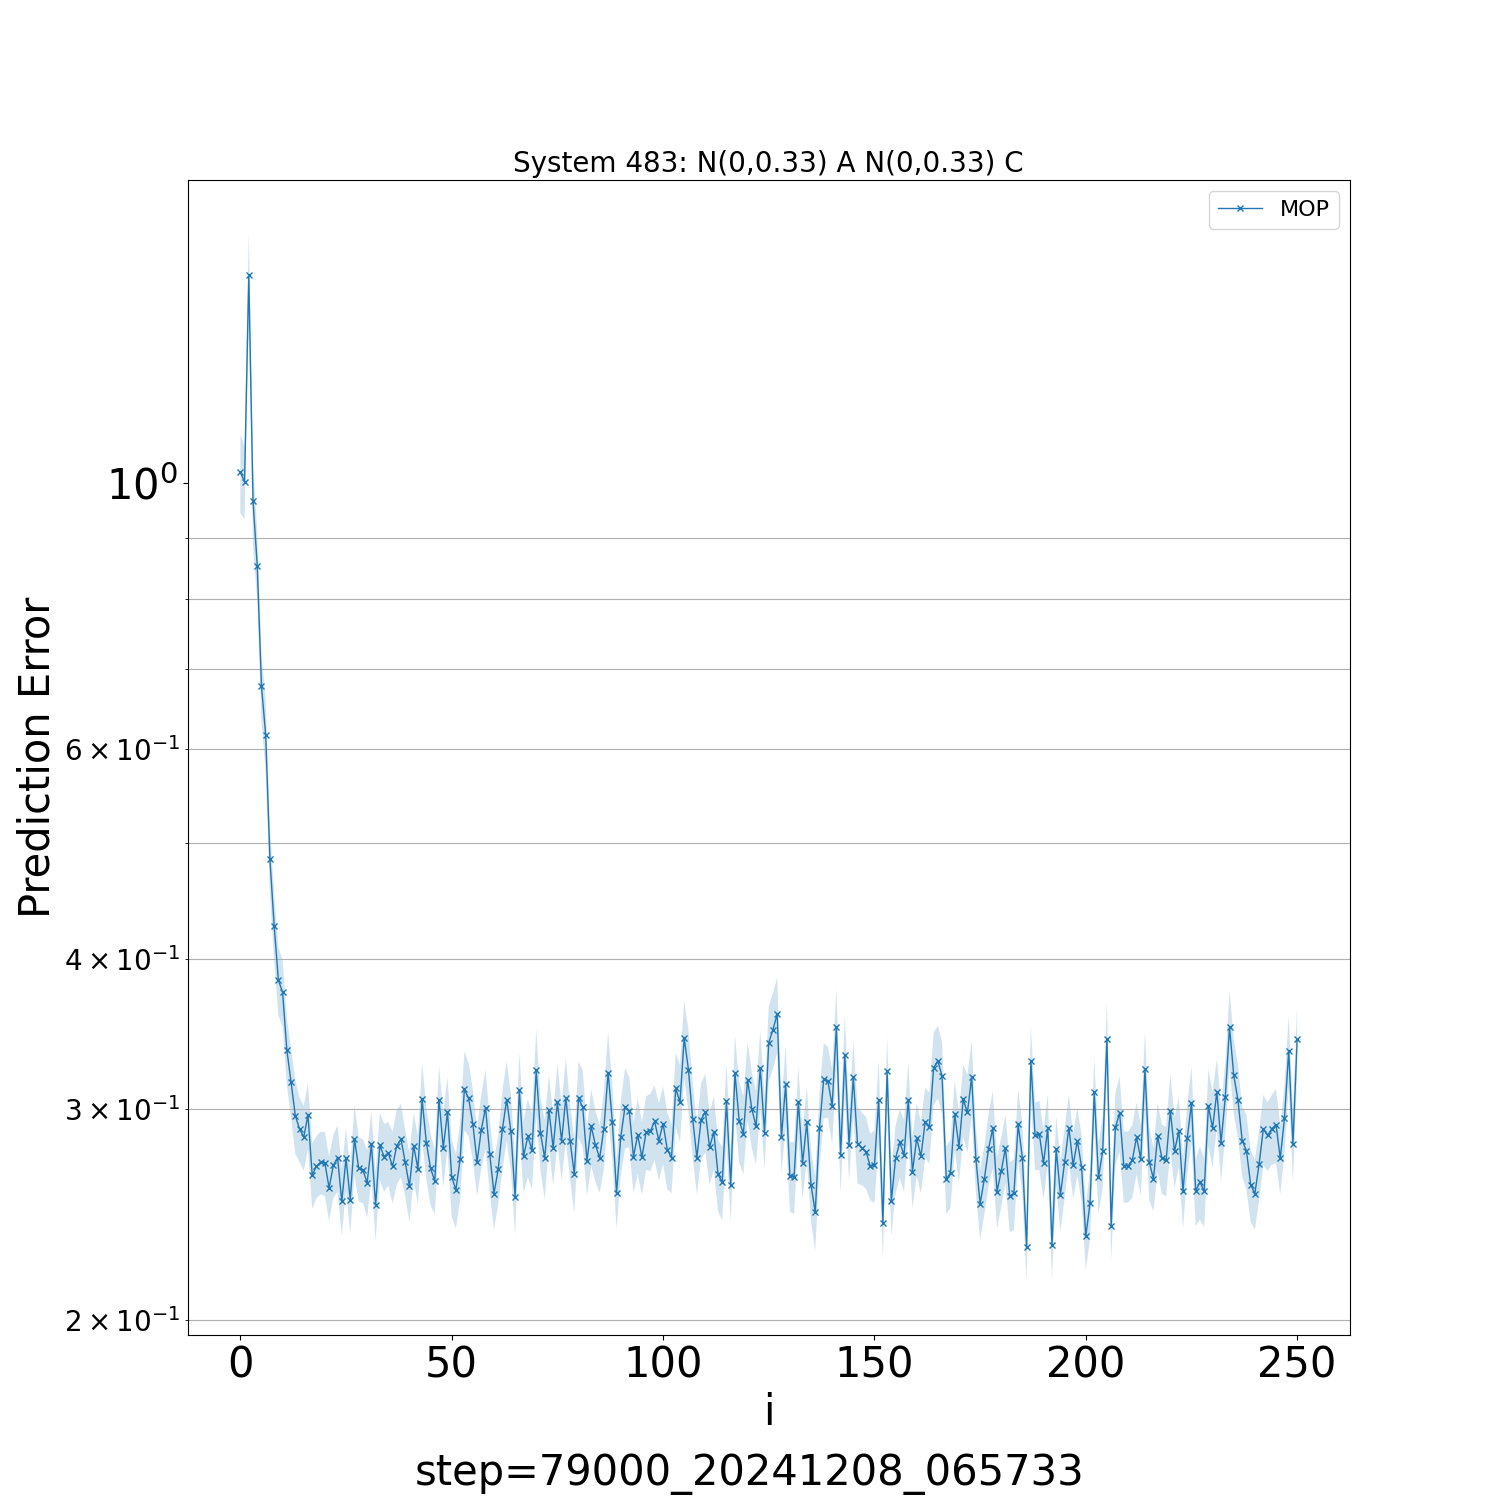 System 483: N(0,0.33) A N(0,0.33) C
MOP
10⁰
6 × 10⁻¹
4 × 10⁻¹
3 × 10⁻¹
2 × 10⁻¹
Prediction Error
0 50 100 150 200 250
i
step=79000_20241208_065733